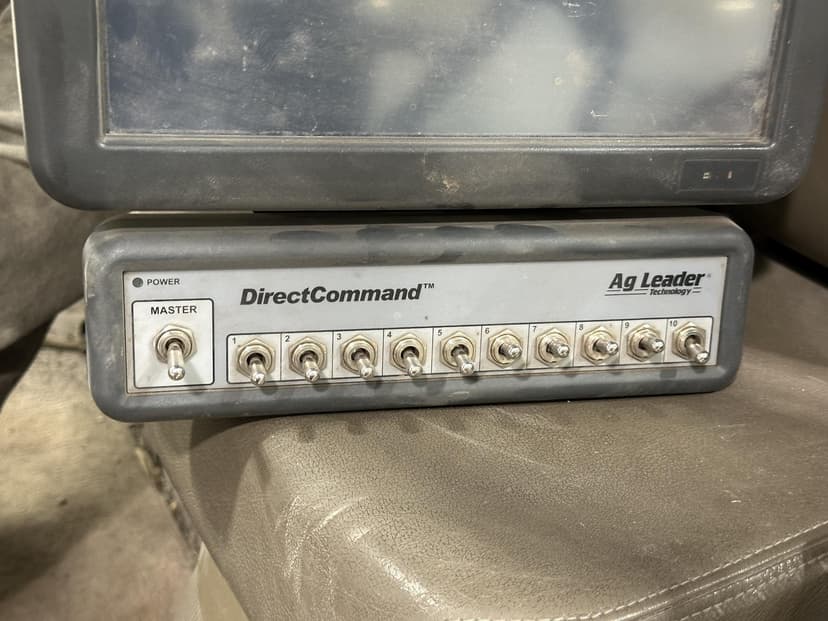 POWER
DirectCommand™
Ag Leader®
Technology
MASTER
1 2 3 4 5 6 7 8 9 10